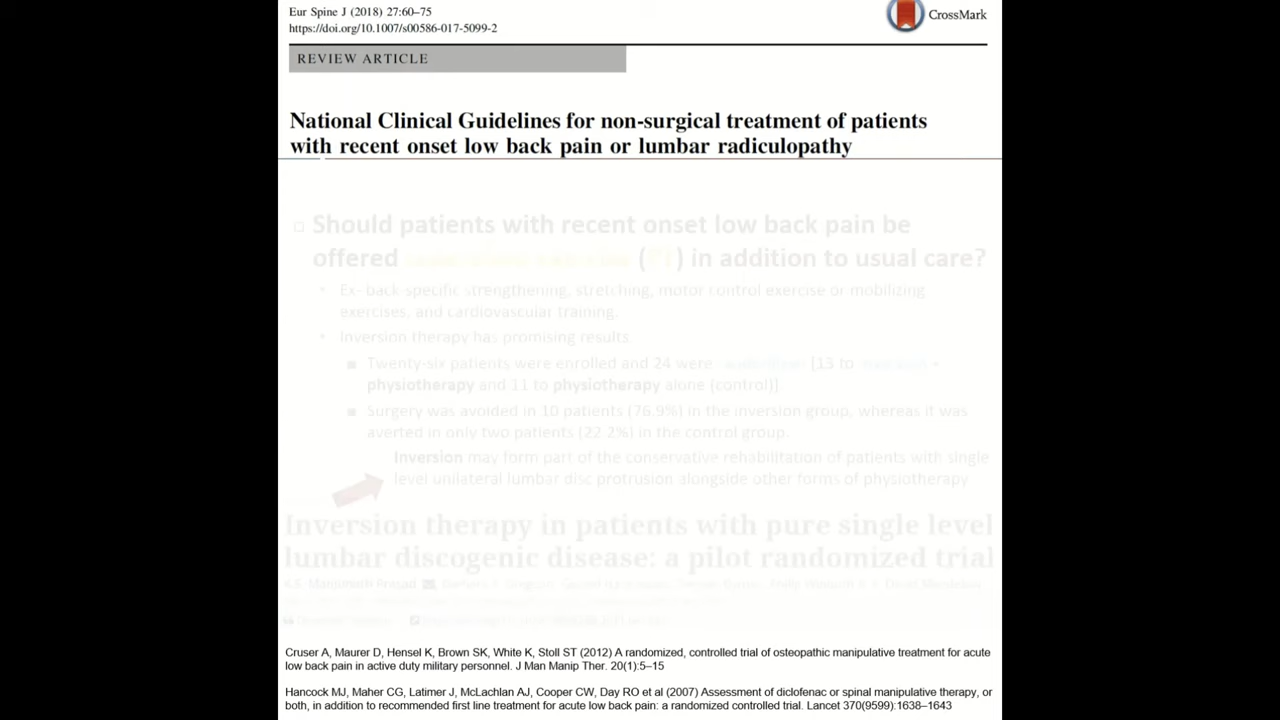 Eur Spine J (2018) 27:60–75
https://doi.org/10.1007/s00586-017-5099-2
CrossMark
REVIEW ARTICLE
National Clinical Guidelines for non-surgical treatment of patients
with recent onset low back pain or lumbar radiculopathy
Should patients with recent onset low back pain be
offered ( ) in addition to usual care?
Ex- back-specific strengthening, stretching, motor control exercise or mobilizing
exercises, and cardiovascular training.
Inversion therapy has promising results.
Twenty-six patients were enrolled and 24 were [13 to
physiotherapy and 11 to physiotherapy alone (control)]
Surgery was avoided in 10 patients (76.9%) in the inversion group, whereas it was
averted in only two patients (22.2%) in the control group.
Inversion may form part of the conservative rehabilitation of patients with single
level unilateral lumbar disc protrusion alongside other forms of physiotherapy
Inversion therapy in patients with pure single level
lumbar discogenic disease: a pilot randomized trial
Cruser A, Maurer D, Hensel K, Brown SK, White K, Stoll ST (2012) A randomized, controlled trial of osteopathic manipulative treatment for acute
low back pain in active duty military personnel. J Man Manip Ther. 20(1):5–15
Hancock MJ, Maher CG, Latimer J, McLachlan AJ, Cooper CW, Day RO et al (2007) Assessment of diclofenac or spinal manipulative therapy, or
both, in addition to recommended first line treatment for acute low back pain: a randomized controlled trial. Lancet 370(9599):1638–1643